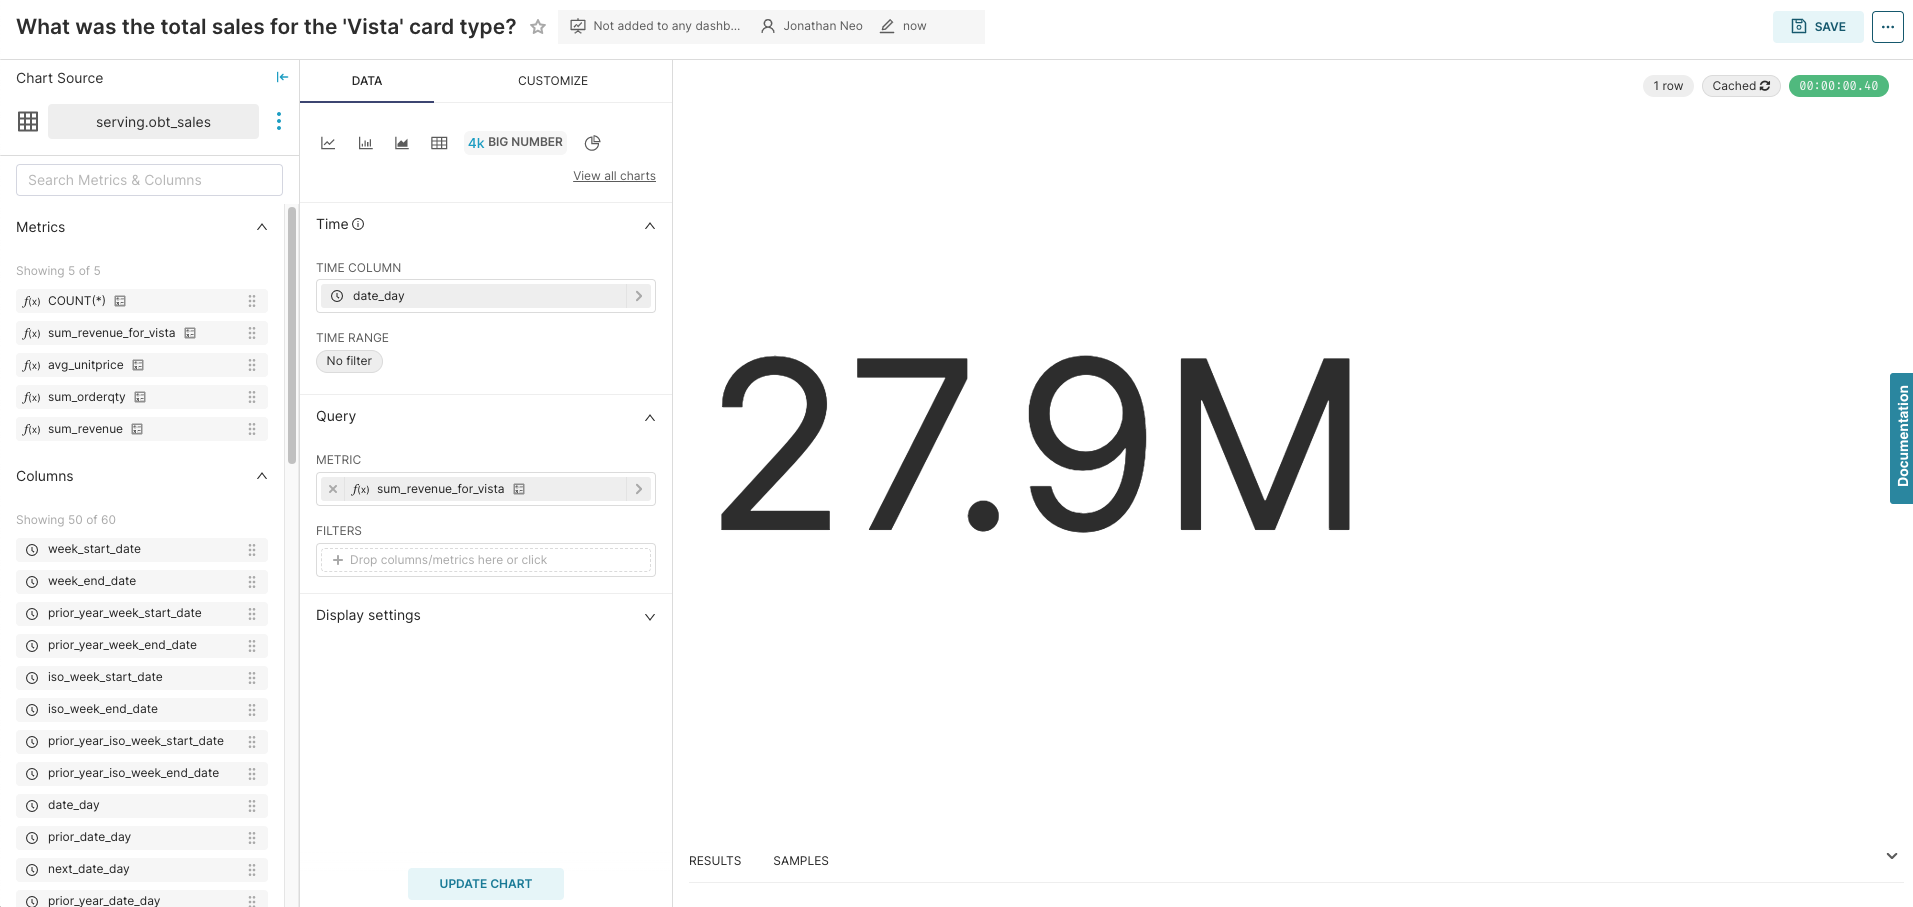 What was the total sales for the 'Vista' card type?
Not added to any dashb...
Jonathan Neo
now
SAVE
...
Chart Source
serving.obt_sales
Search Metrics & Columns
Metrics
Showing 5 of 5
f(x) COUNT(*)
f(x) sum_revenue_for_vista
f(x) avg_unitprice
f(x) sum_orderqty
f(x) sum_revenue
Columns
Showing 50 of 60
week_start_date
week_end_date
prior_year_week_start_date
prior_year_week_end_date
iso_week_start_date
iso_week_end_date
prior_year_iso_week_start_date
prior_year_iso_week_end_date
date_day
prior_date_day
next_date_day
prior_year_date_day
DATA
CUSTOMIZE
4k BIG NUMBER
View all charts
Time
TIME COLUMN
date_day
TIME RANGE
No filter
Query
METRIC
f(x) sum_revenue_for_vista
FILTERS
+ Drop columns/metrics here or click
Display settings
UPDATE CHART
1 row
Cached
00:00:00.40
27.9M
Documentation
RESULTS
SAMPLES